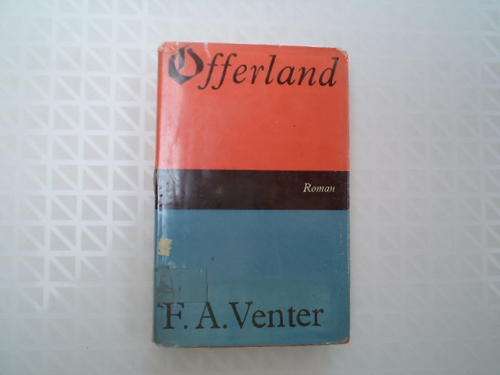 Offerland
Roman
F. A. Venter